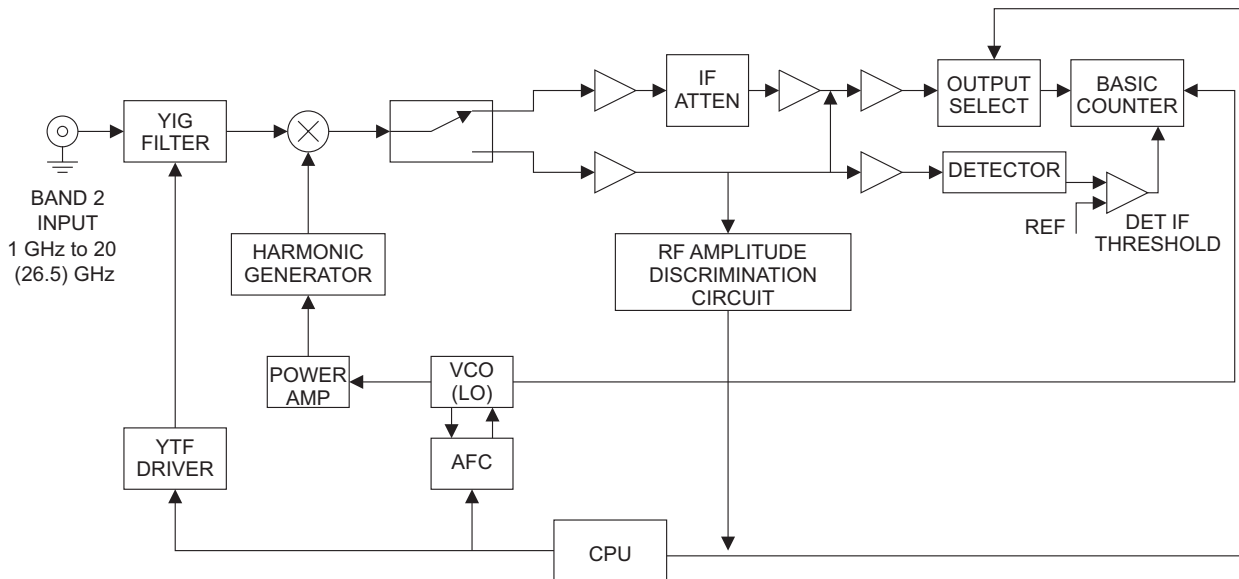 BAND 2
INPUT
1 GHz to 20
(26.5) GHz
YIG
FILTER
IF
ATTEN
OUTPUT
SELECT
BASIC
COUNTER
DETECTOR
REF
DET IF
THRESHOLD
HARMONIC
GENERATOR
RF AMPLITUDE
DISCRIMINATION
CIRCUIT
POWER
AMP
VCO
(LO)
YTF
DRIVER
AFC
CPU